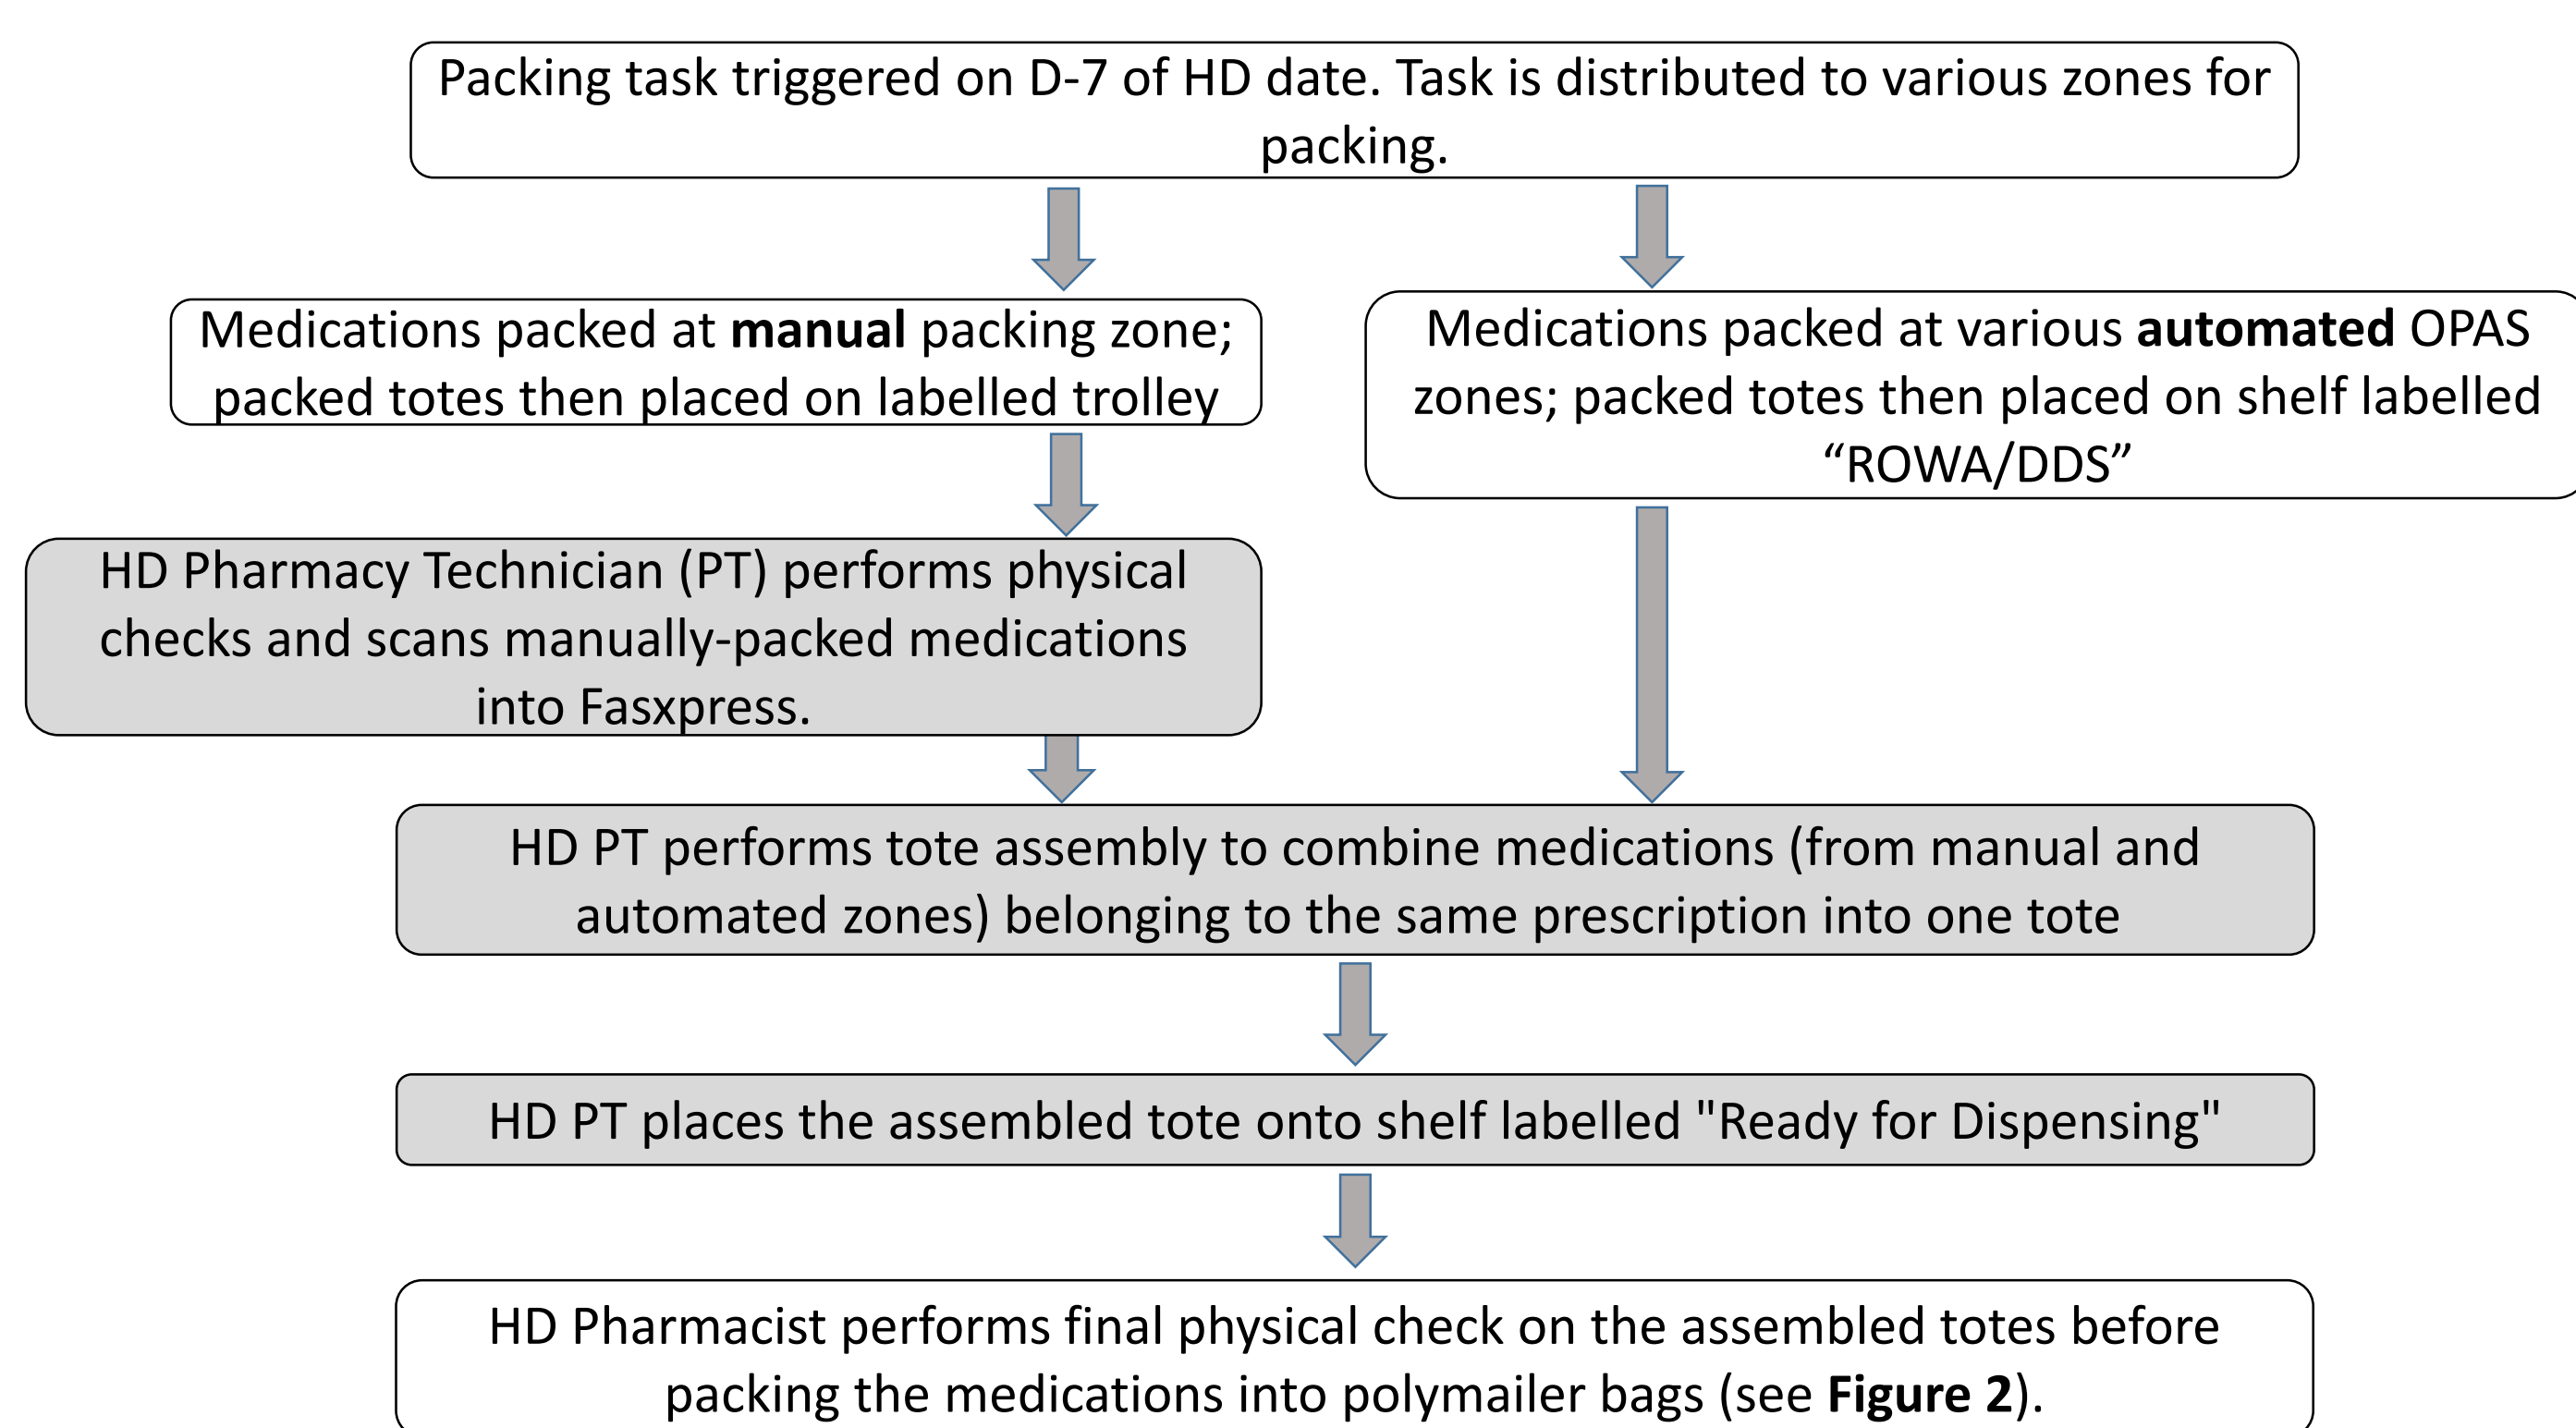 Packing task triggered on D-7 of HD date. Task is distributed to various zones for
packing.
Medications packed at manual packing zone;
packed totes then placed on labelled trolley
Medications packed at various automated OPAS
zones; packed totes then placed on shelf labelled
“ROWA/DDS”
HD Pharmacy Technician (PT) performs physical
checks and scans manually-packed medications
into Fasxpress.
HD PT performs tote assembly to combine medications (from manual and
automated zones) belonging to the same prescription into one tote
HD PT places the assembled tote onto shelf labelled "Ready for Dispensing"
HD Pharmacist performs final physical check on the assembled totes before
packing the medications into polymailer bags (see Figure 2).